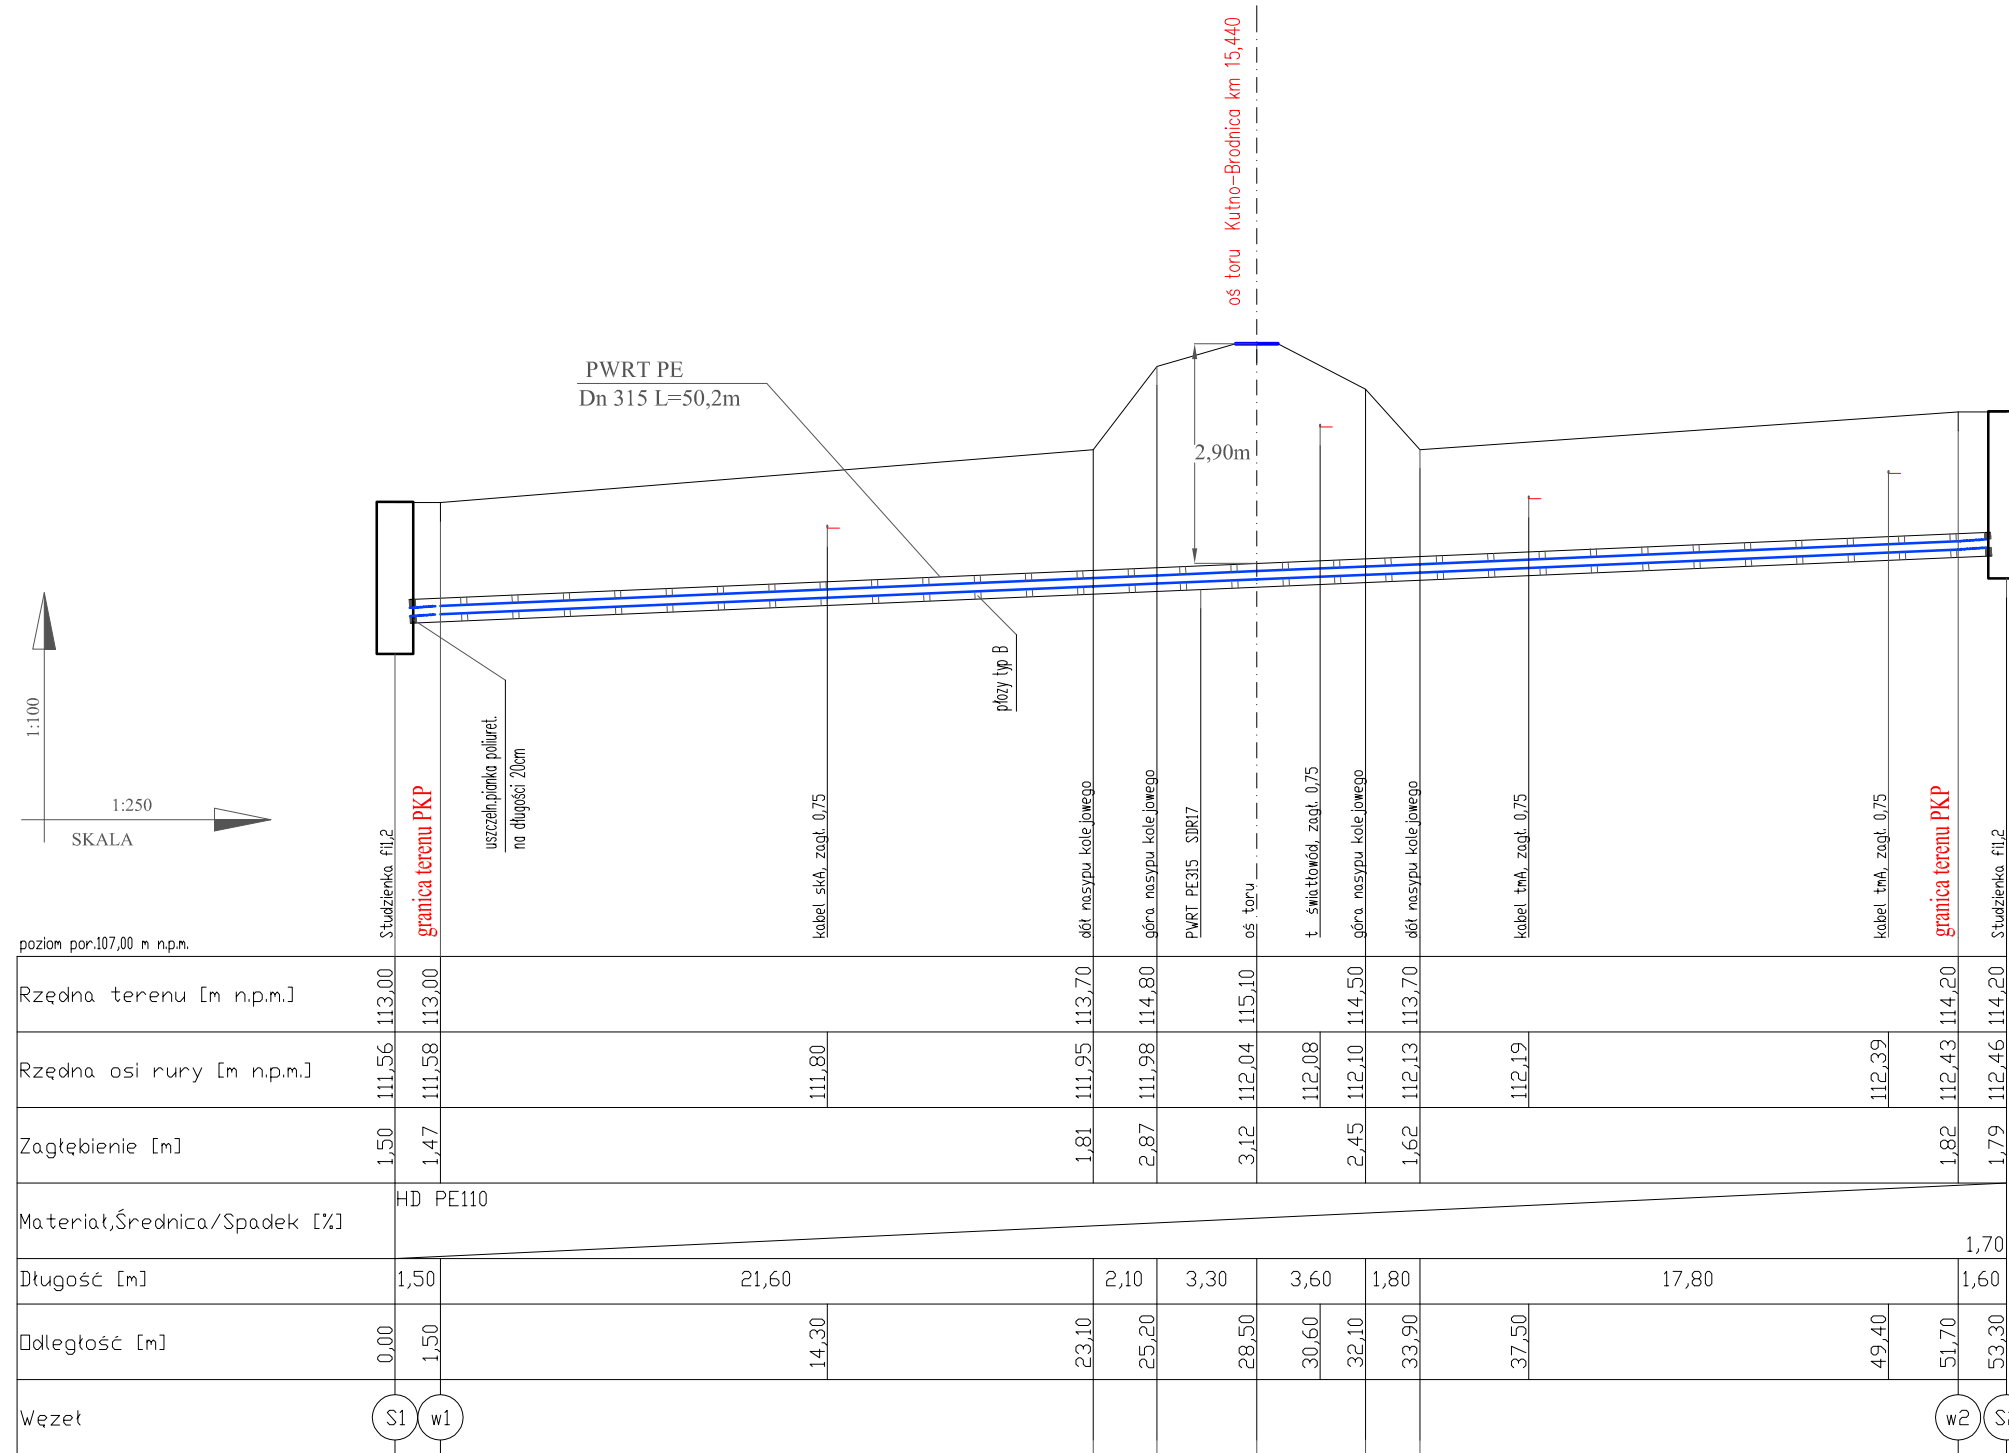 oś toru Kutno-Brodnica km 15,440
PWRT PE
Dn 315 L=50,2m
2,90m
płozy typ B
uszczeln.pianka poliuret.
na długości 20cm
1:100
1:250
SKALA
Studzienka fi1,2
granica terenu PKP
kabel skA, zagł. 0,75
dół nasypu kolejowego
góra nasypu kolejowego
PWRT PE315 SDR17
oś toru
t światłowód, zagł. 0,75
góra nasypu kolejowego
dół nasypu kolejowego
kabel tmA, zagł. 0,75
kabel tmA, zagł. 0,75
granica terenu PKP
Studzienka fi1,2
poziom por.107,00 m n.p.m.
Rzędna terenu [m n.p.m.] 113,00 113,00 113,70 114,80 115,10 114,50 113,70 114,20 114,20
Rzędna osi rury [m n.p.m.] 111,56 111,58 111,80 111,95 111,98 112,04 112,08 112,10 112,13 112,19 112,39 112,43 112,46
Zagłębienie [m] 1,50 1,47 1,81 2,87 3,12 2,45 1,62 1,82 1,79
HD PE110
Materiał,Średnica/Spadek [%]
1,70
Długość [m] 1,50 21,60 2,10 3,30 3,60 1,80 17,80 1,60
Odległość [m] 0,00 1,50 14,30 23,10 25,20 28,50 30,60 32,10 33,90 37,50 49,40 51,70 53,30
Węzeł S1 w1 w2